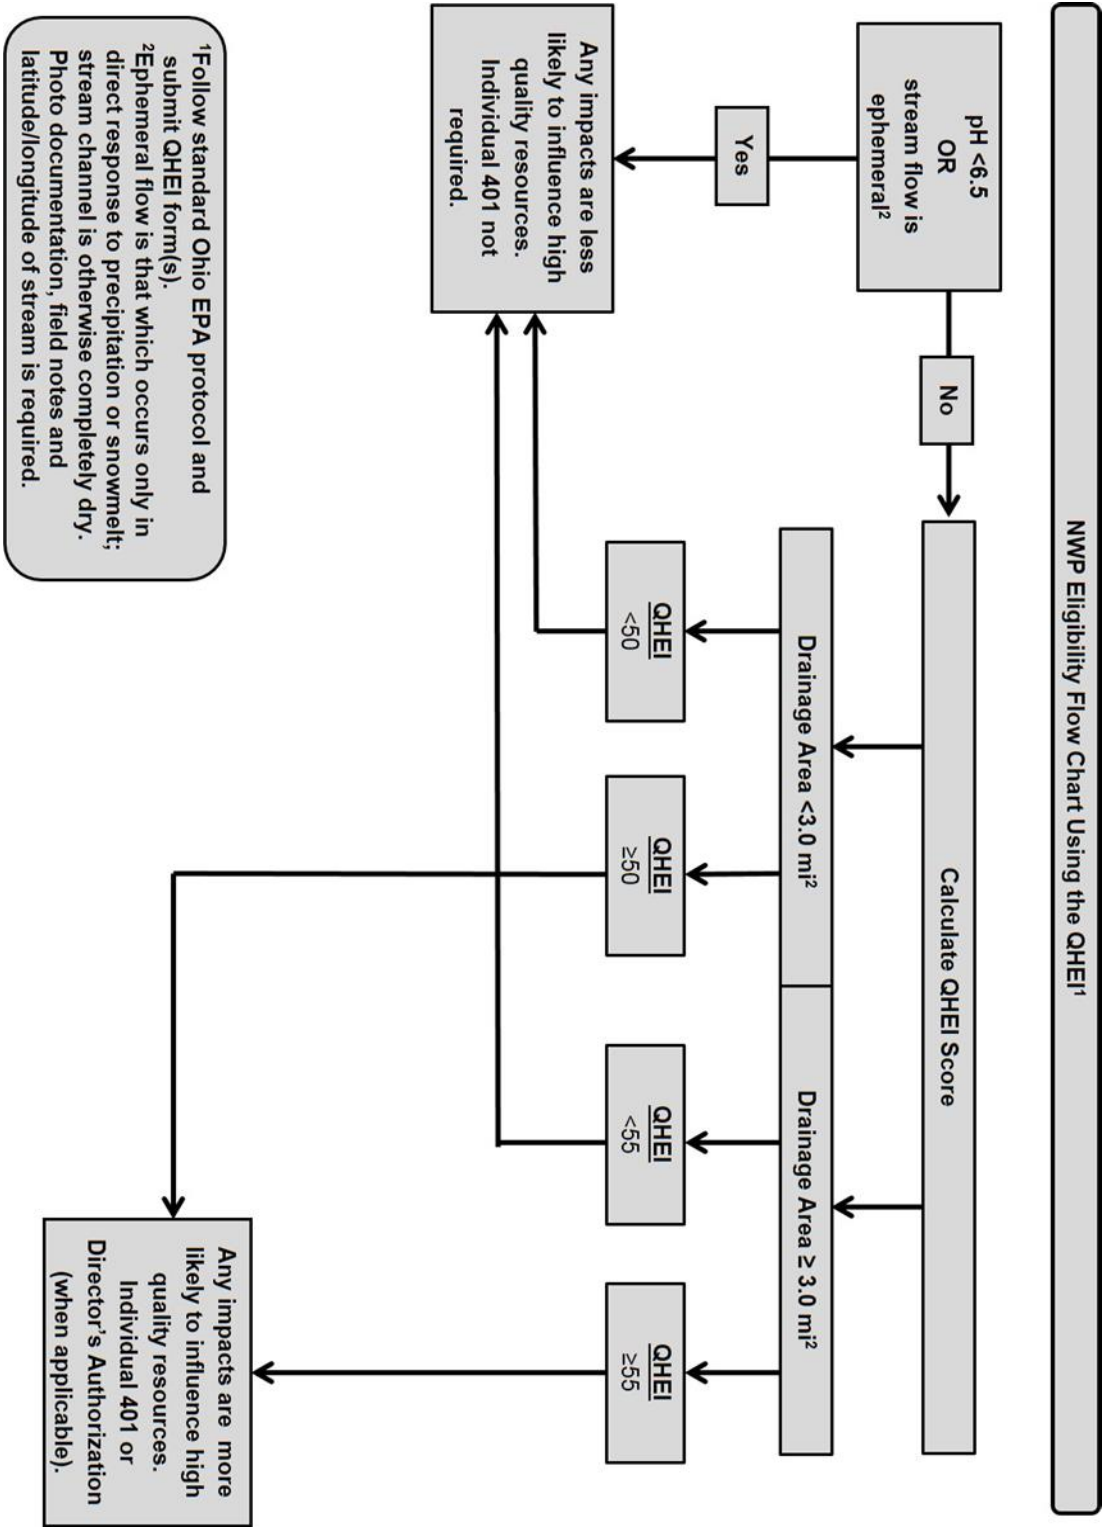 NWP Eligibility Flow Chart Using the QHEI¹
pH <6.5
OR
stream flow is
ephemeral²
No
Calculate QHEI Score
Yes
Drainage Area <3.0 mi²
Drainage Area ≥ 3.0 mi²
QHEI
<50
QHEI
≥50
QHEI
<55
QHEI
≥55
Any impacts are less
likely to influence high
quality resources.
Individual 401 not
required.
Any impacts are more
likely to influence high
quality resources.
Individual 401 or
Director's Authorization
(when applicable).
¹Follow standard Ohio EPA protocol and
submit QHEI form(s).
²Ephemeral flow is that which occurs only in
direct response to precipitation or snowmelt;
stream channel is otherwise completely dry.
Photo documentation, field notes and
latitude/longitude of stream is required.